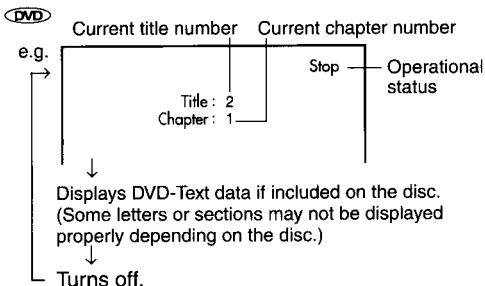 DVD
Current title number Current chapter number
e.g.
Stop Operational
status
Title : 2
Chapter : 1
Displays DVD-Text data if included on the disc.
(Some letters or sections may not be displayed
properly depending on the disc.)
Turns off.